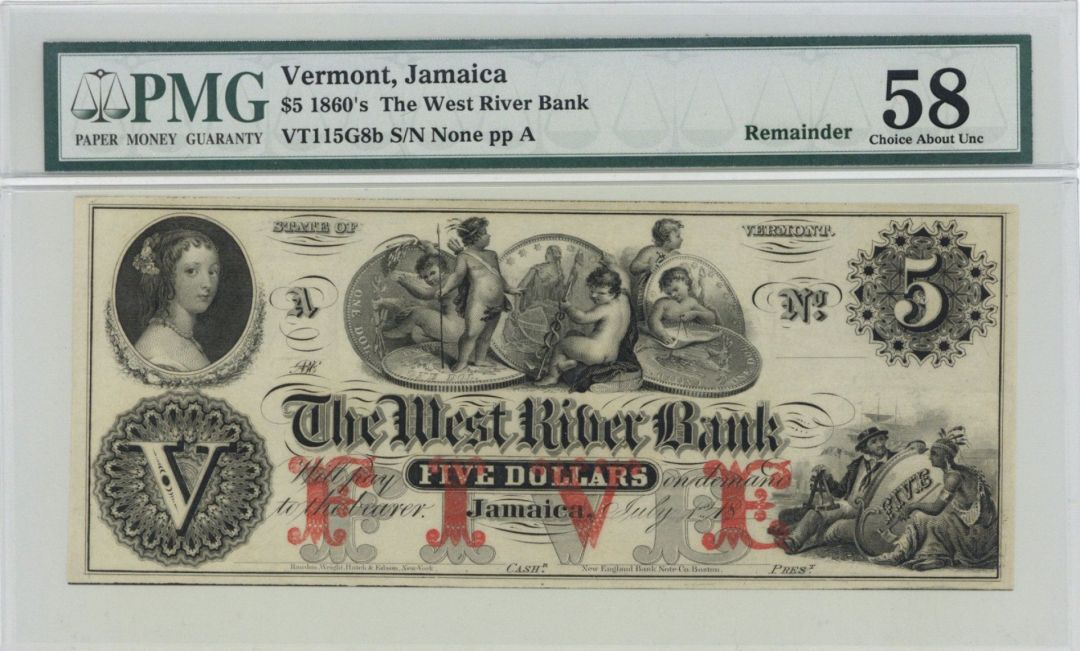 PMG
PAPER MONEY GUARANTY
Vermont, Jamaica
$5 1860's The West River Bank
VT115G8b S/N None pp A
Remainder
58
Choice About Unc
STATE OF
VERMONT.
5
A
No.
ONE DOL
The West River Bank
V
Will pay FIVE DOLLARS on demand
to the bearer. Jamaica, July 1st 18
FIVE
FIVE
Rawdon, Wright, Hatch & Edson, New-York.
CASHR.
New England Bank Note Co. Boston.
PREST.